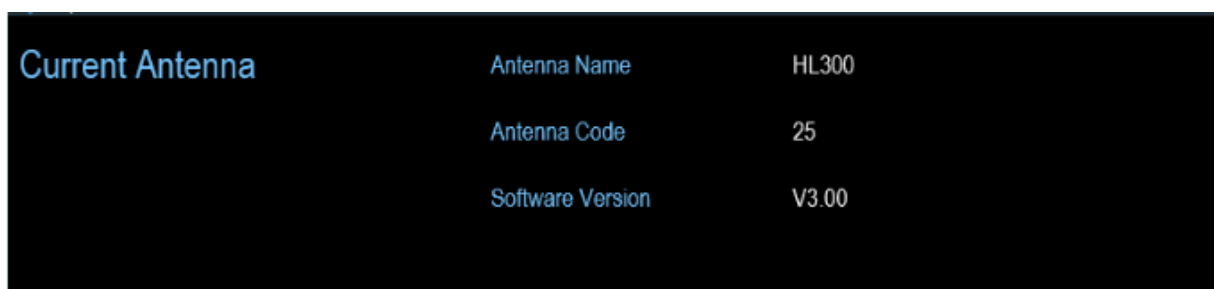 Current Antenna Antenna Name HL300
Antenna Code 25
Software Version V3.00